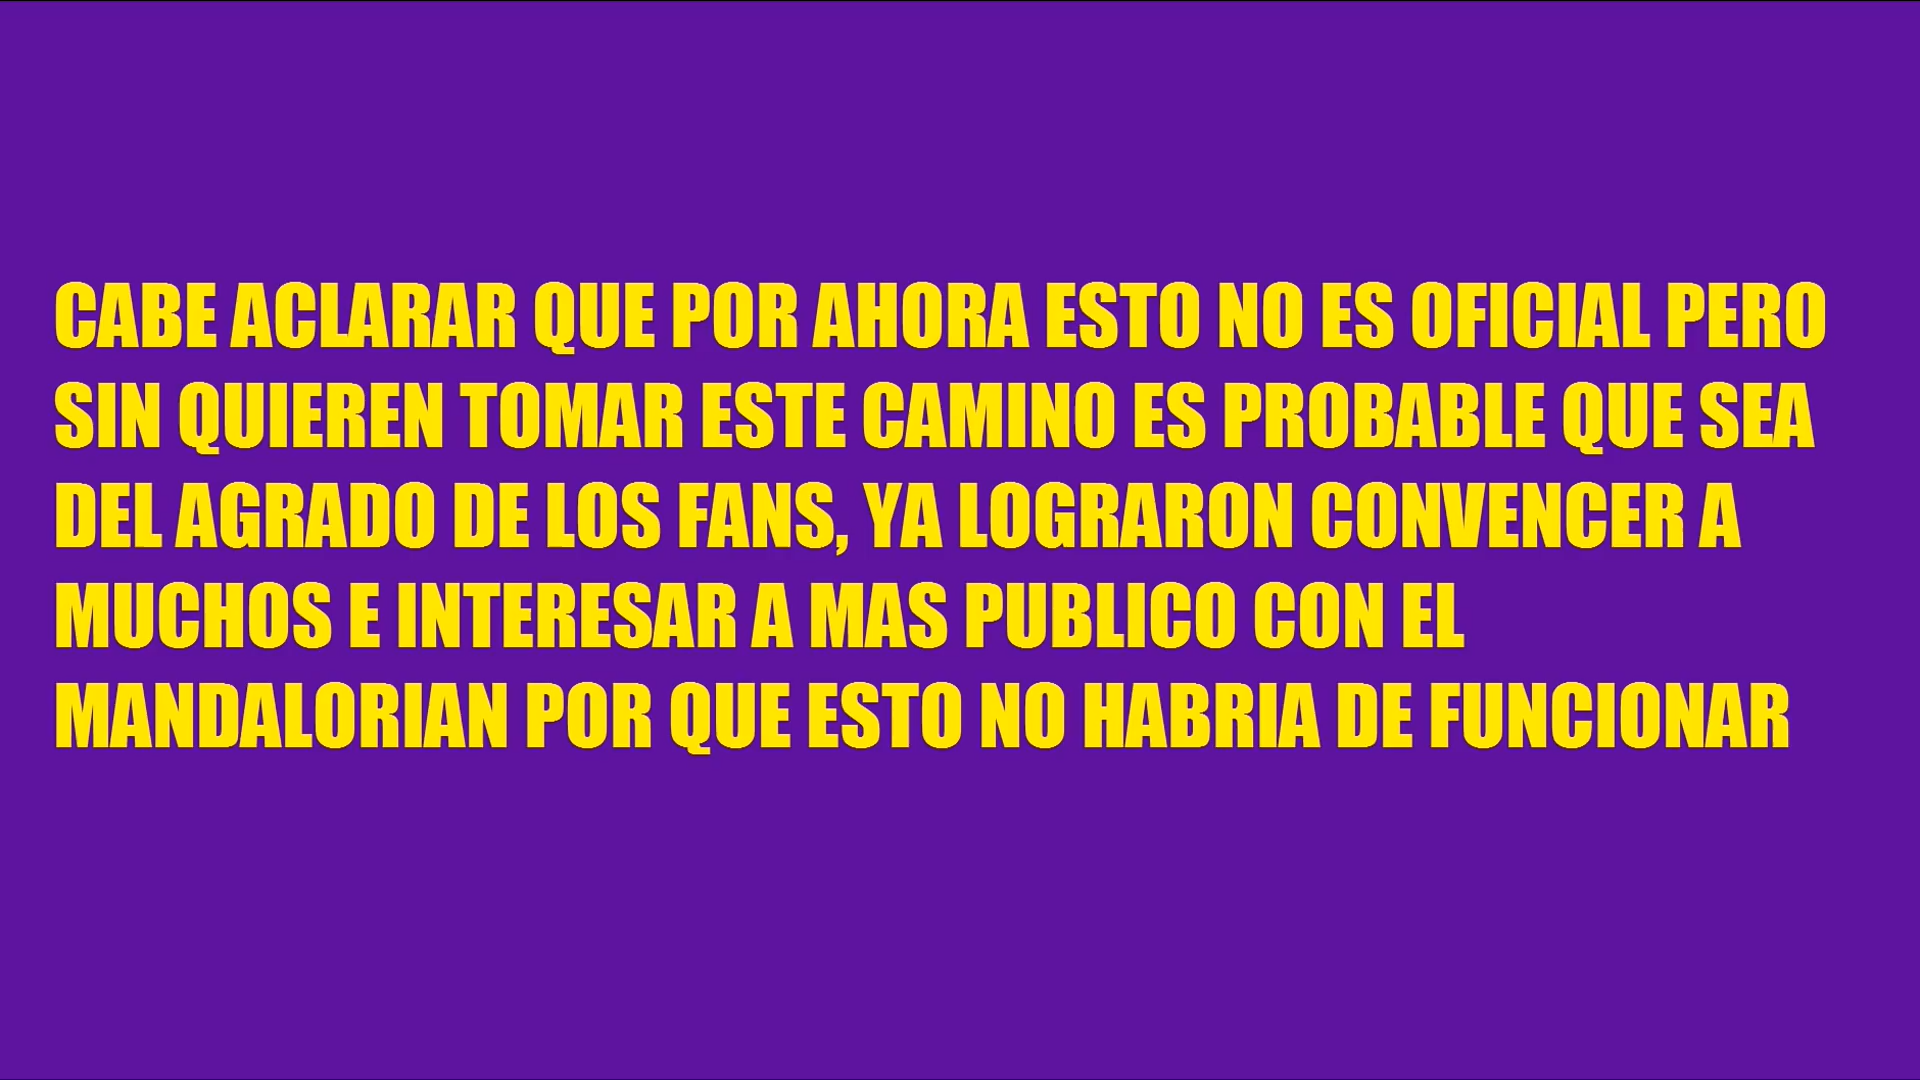 CABE ACLARAR QUE POR AHORA ESTO NO ES OFICIAL PERO
SIN QUIEREN TOMAR ESTE CAMINO ES PROBABLE QUE SEA
DEL AGRADO DE LOS FANS, YA LOGRARON CONVENCER A
MUCHOS E INTERESAR A MAS PUBLICO CON EL
MANDALORIAN POR QUE ESTO NO HABRIA DE FUNCIONAR